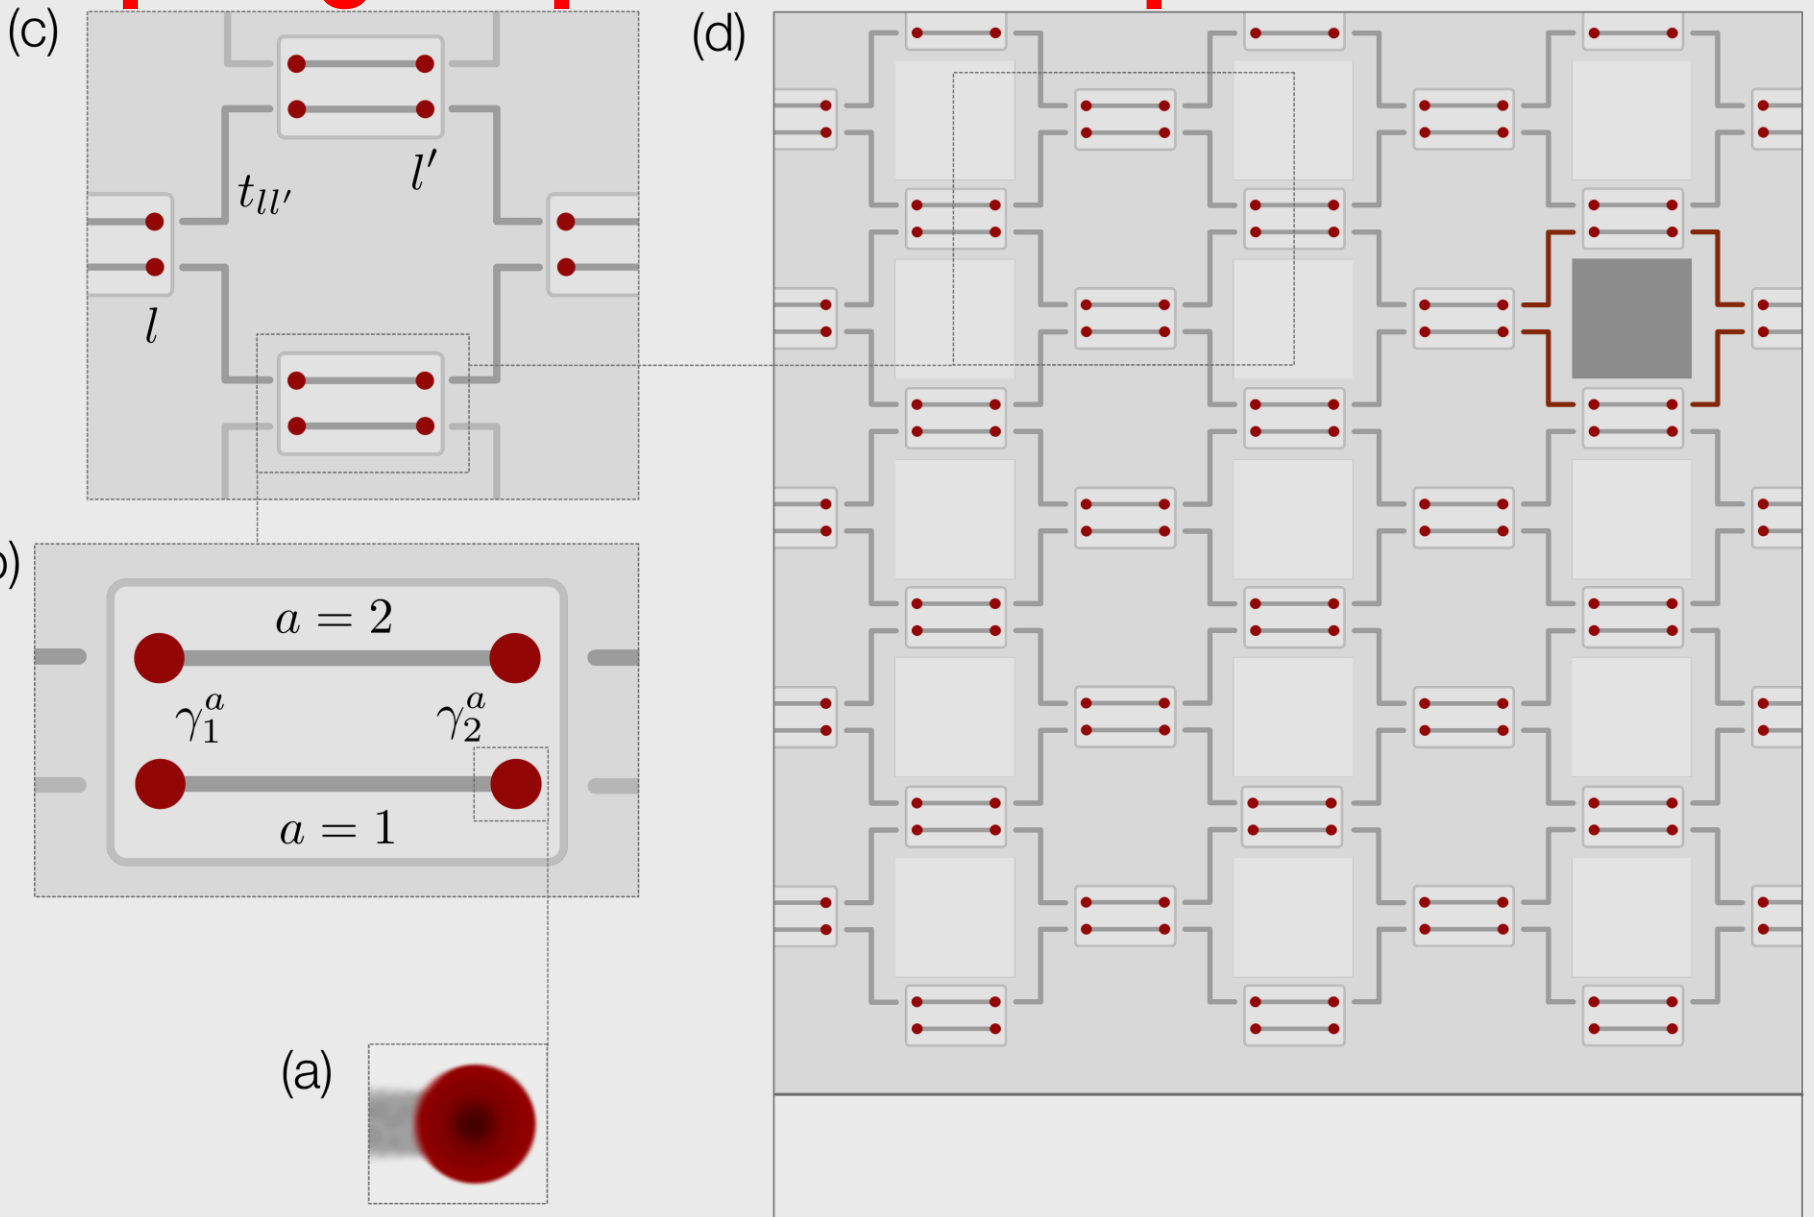 (c)
(d)
l'
t_{ll'}
l
a = 2
γ_1^a
γ_2^a
a = 1
(a)